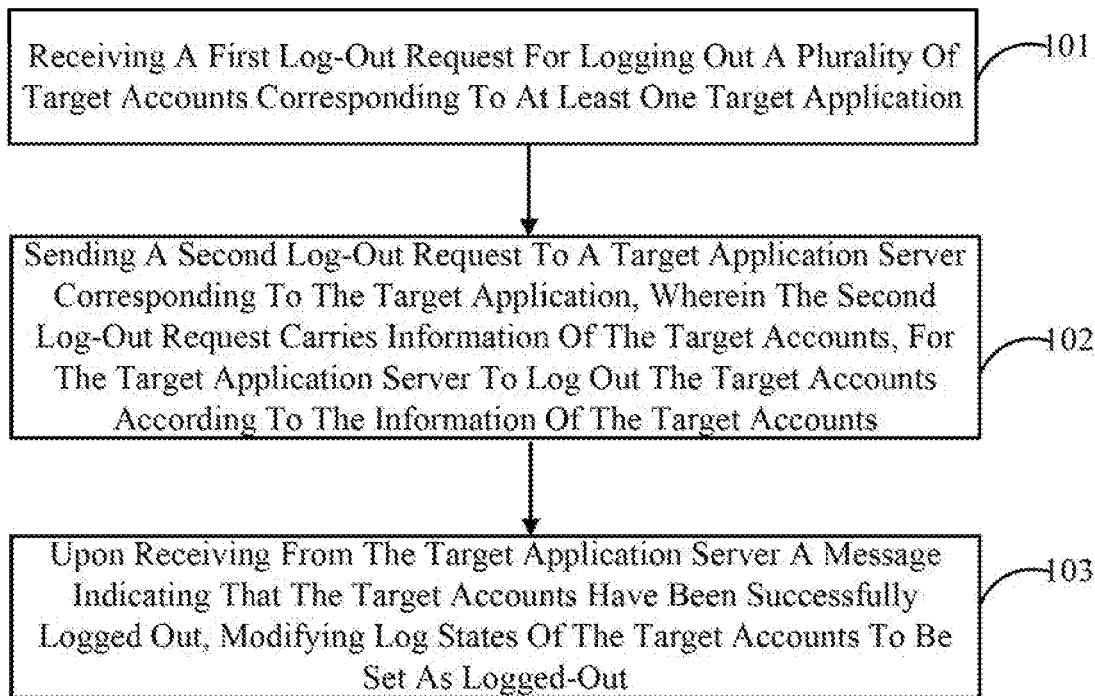 Receiving A First Log-Out Request For Logging Out A Plurality Of
Target Accounts Corresponding To At Least One Target Application
101
Sending A Second Log-Out Request To A Target Application Server
Corresponding To The Target Application, Wherein The Second
Log-Out Request Carries Information Of The Target Accounts, For
The Target Application Server To Log Out The Target Accounts
According To The Information Of The Target Accounts
102
Upon Receiving From The Target Application Server A Message
Indicating That The Target Accounts Have Been Successfully
Logged Out, Modifying Log States Of The Target Accounts To Be
Set As Logged-Out
103